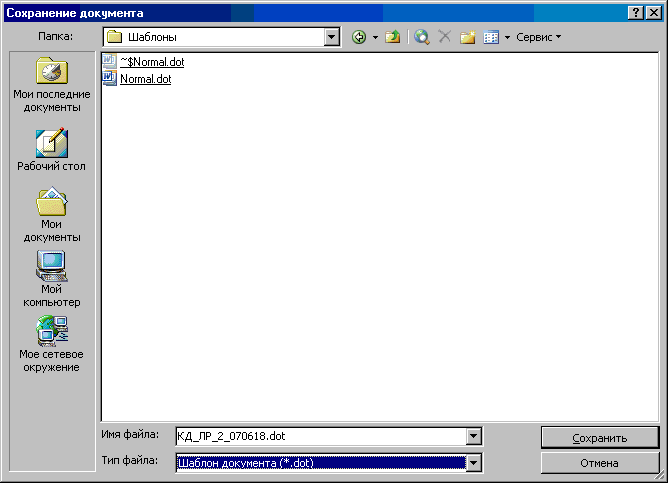 Сохранение документа
Папка:
Шаблоны
Сервис
~$Normal.dot
Normal.dot
Мои последние
документы
Рабочий стол
Мои
документы
Мой
компьютер
Мое сетевое
окружение
Имя файла:
КД_ЛР_2_070618.dot
Сохранить
Тип файла:
Шаблон документа (*.dot)
Отмена